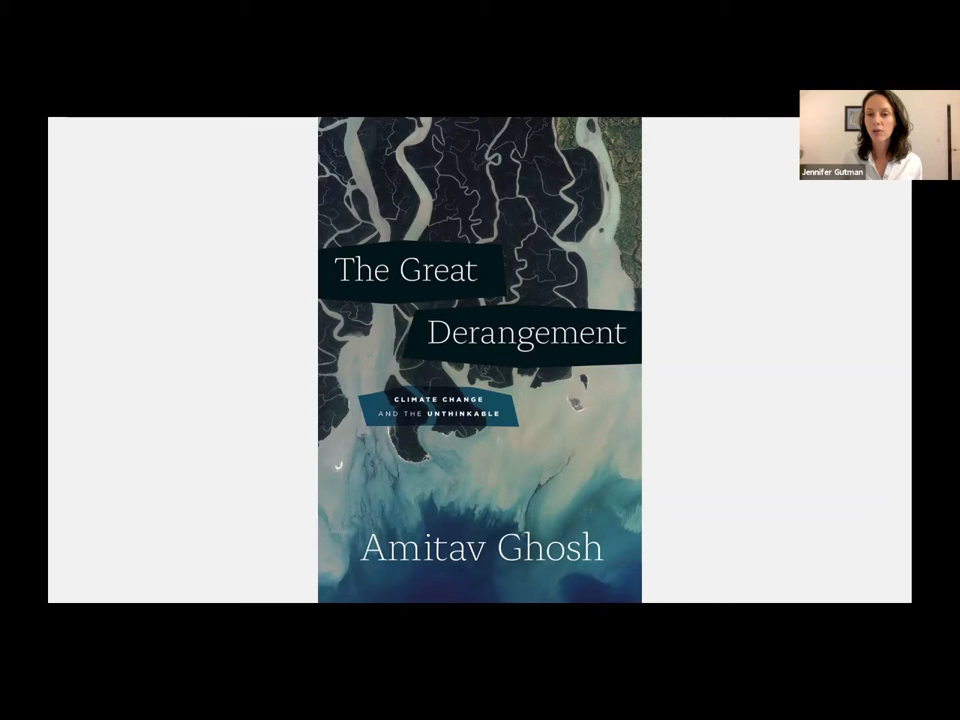 Jennifer Gutman
The Great
Derangement
CLIMATE CHANGE
AND THE UNTHINKABLE
Amitav Ghosh